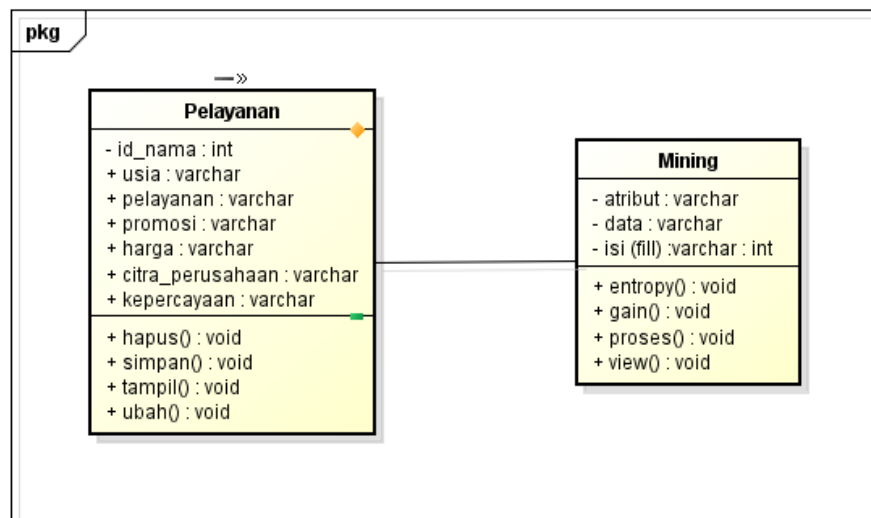 pkg
Pelayanan
- id_nama : int
+ usia : varchar
+ pelayanan : varchar
+ promosi : varchar
+ harga : varchar
+ citra_perusahaan : varchar
+ kepercayaan : varchar
+ hapus() : void
+ simpan() : void
+ tampil() : void
+ ubah() : void
Mining
- atribut : varchar
- data : varchar
- isi (fill) :varchar : int
+ entropy() : void
+ gain() : void
+ proses() : void
+ view() : void